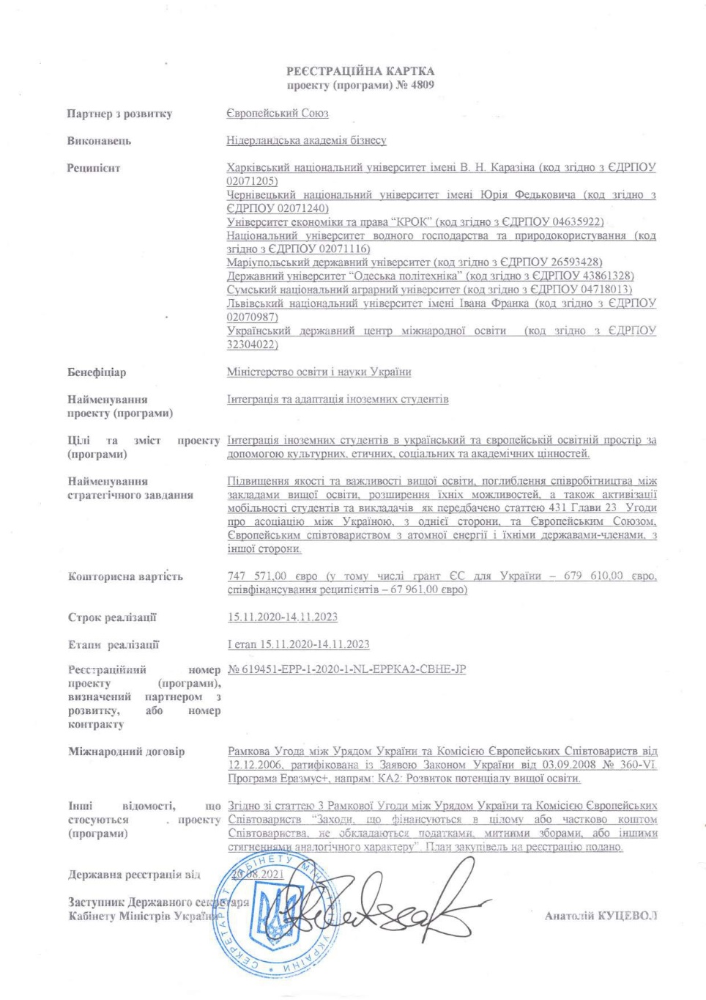 РЕЄСТРАЦІЙНА КАРТКА
проекту (програми) № 4809
Партнер з розвитку Європейський Союз
Виконавець Нідерландська академія бізнесу
Реципієнт Харківський національний університет імені В. Н. Каразіна (код згідно з ЄДРПОУ
02071205)
Чернівецький національний університет імені Юрія Федьковича (код згідно з
ЄДРПОУ 02071240)
Університет економіки та права “КРОК” (код згідно з ЄДРПОУ 04635922)
Національний університет водного господарства та природокористування (код
згідно з ЄДРПОУ 02071116)
Маріупольський державний університет (код згідно з ЄДРПОУ 26593428)
Державний університет “Одеська політехніка” (код згідно з ЄДРПОУ 43861328)
Сумський національний аграрний університет (код згідно з ЄДРПОУ 04718013)
Львівський національний університет імені Івана Франка (код згідно з ЄДРПОУ
02070987)
Український державний центр міжнародної освіти (код згідно з ЄДРПОУ
32304022)
Бенефіціар Міністерство освіти і науки України
Найменування Інтеграція та адаптація іноземних студентів
проекту (програми)
Цілі та зміст проекту Інтеграція іноземних студентів в український та європейській освітній простір за
(програми) допомогою культурних, етичних, соціальних та академічних цінностей.
Найменування Підвищення якості та важливості вищої освіти, поглиблення співробітництва між
стратегічного завдання закладами вищої освіти, розширення їхніх можливостей, а також активізації
мобільності студентів та викладачів як передбачено статтею 431 Глави 23 Угоди
про асоціацію між Україною, з однієї сторони, та Європейським Союзом,
Європейським співтовариством з атомної енергії і їхніми державами-членами, з
іншої сторони.
Кошторисна вартість 747 571,00 євро (у тому числі грант ЄС для України – 679 610,00 євро,
співфінансування реципієнтів – 67 961,00 євро)
Строк реалізації 15.11.2020-14.11.2023
Етапи реалізації І етап 15.11.2020-14.11.2023
Реєстраційний номер № 619451-EPP-1-2020-1-NL-EPPKA2-CBHE-JP
проекту (програми),
визначений партнером з
розвитку, або номер
контракту
Міжнародний договір Рамкова Угода між Урядом України та Комісією Європейських Співтовариств від
12.12.2006, ратифікована із Заявою Законом України від 03.09.2008 № 360-VI.
Програма Еразмус+, напрям: КА2: Розвиток потенціалу вищої освіти.
Інші відомості, що Згідно зі статтею 3 Рамкової Угоди між Урядом України та Комісією Європейських
стосуються проекту Співтовариств “Заходи, що фінансуються в цілому або частково коштом
(програми) Співтовариства, не обкладаються податками, митними зборами, або іншими
стягненнями аналогічного характеру”. План закупівель на реєстрацію подано.
Державна реєстрація від 20.08.2021
Заступник Державного секретаря
Кабінету Міністрів України Анатолій КУЦЕВОЛ
СЕКРЕТАРІАТ КАБІНЕТУ МІНІСТРІВ УКРАЇНИ